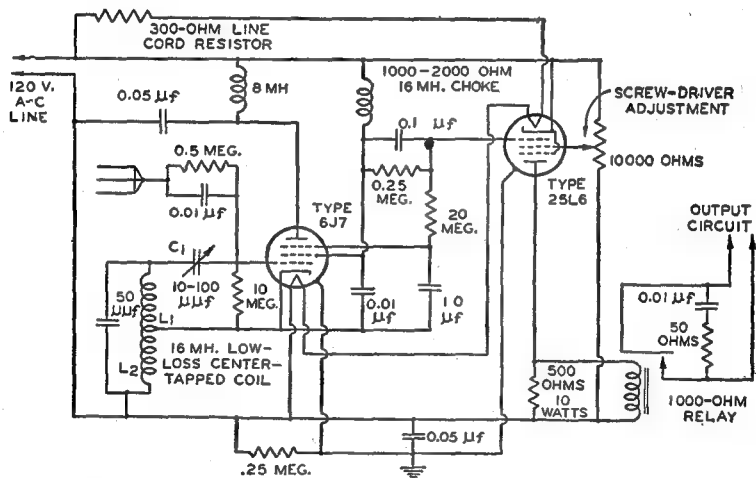 300-OHM LINE
CORD RESISTOR
120 V.
A-C
LINE
8 MH
0.05 µf
1000-2000 OHM
16 MH. CHOKE
SCREW-DRIVER
ADJUSTMENT
0.1 µf
10000 OHMS
0.5 MEG.
0.01 µf
TYPE
6J7
0.25
MEG.
20
MEG.
TYPE
25L6
OUTPUT
CIRCUIT
C1
10-100
µµf
50
µµf
L1
L2
10
MEG.
0.01
µf
10
µf
0.01 µf
50
OHMS
16 MH. LOW-
LOSS CENTER-
TAPPED COIL
500
OHMS
10
WATTS
1000-OHM
RELAY
0.05 µf
.25 MEG.